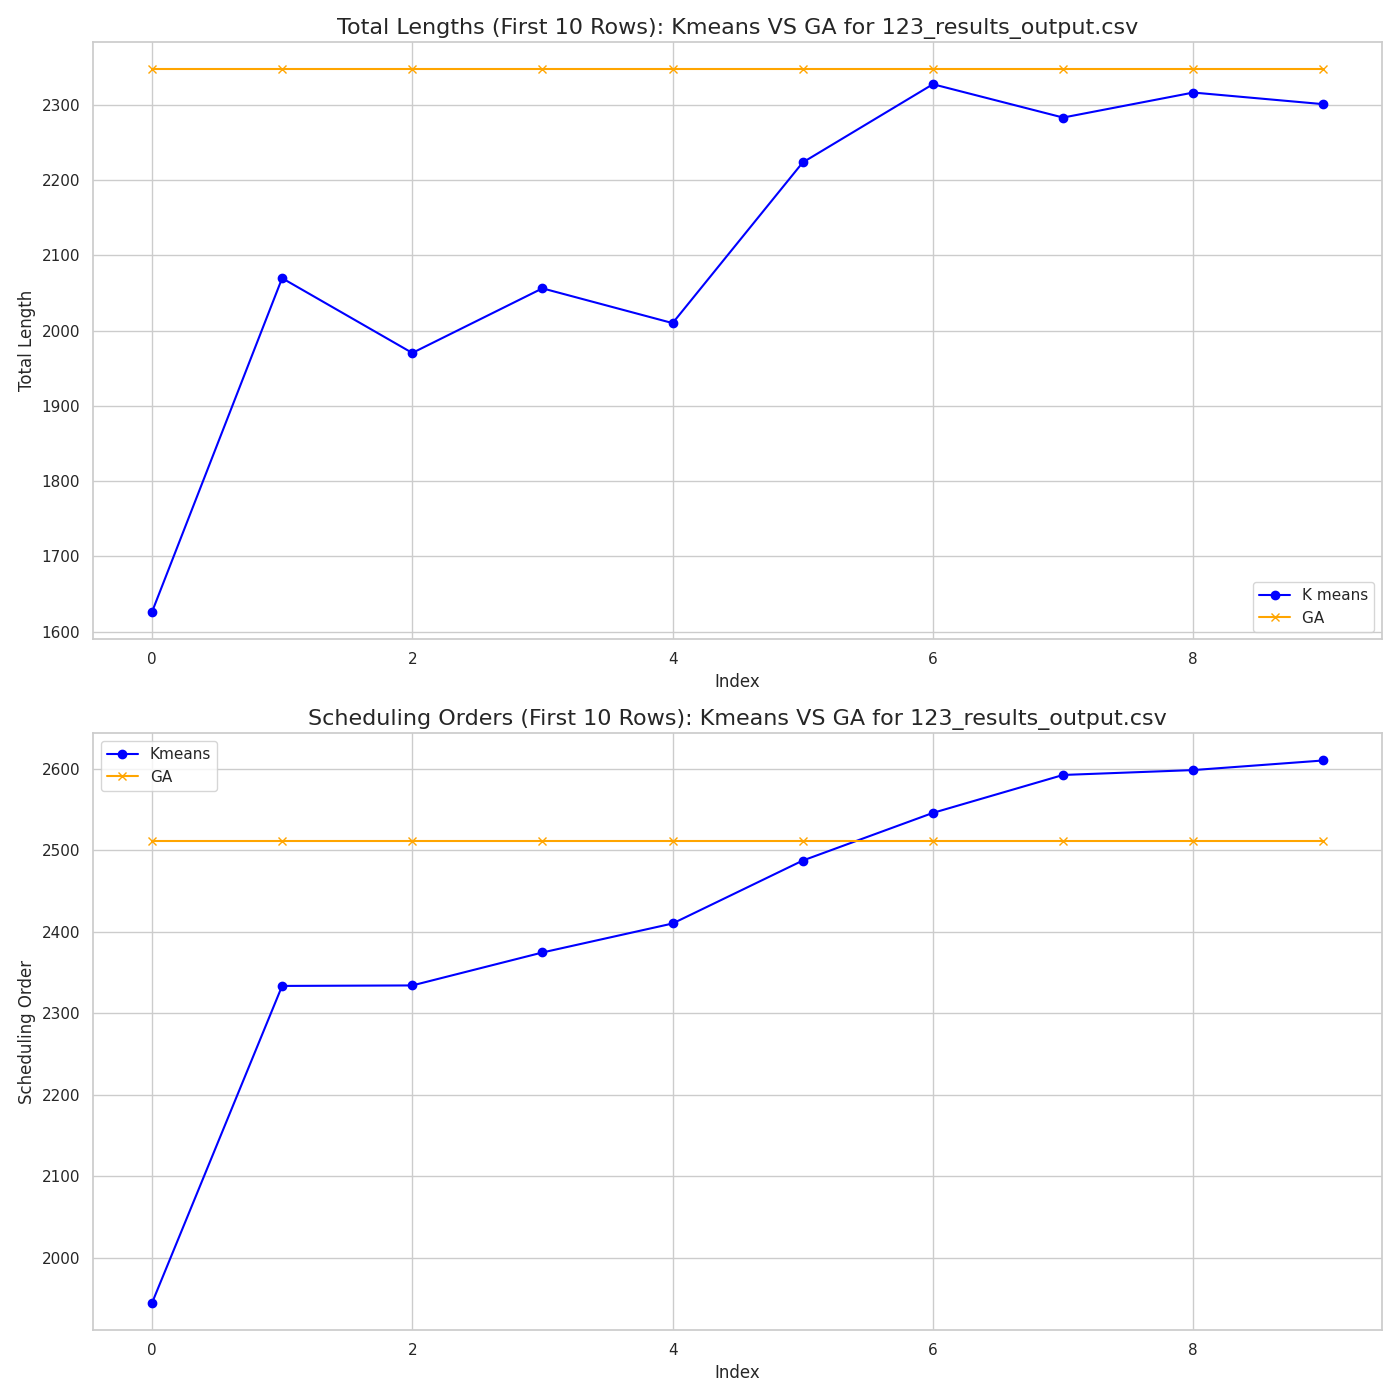 Total Lengths (First 10 Rows): Kmeans VS GA for 123_results_output.csv
2300
2200
2100
2000
1900
1800
1700
1600
Total Length
K means
GA
0 2 4 6 8
Index
Scheduling Orders (First 10 Rows): Kmeans VS GA for 123_results_output.csv
Kmeans
GA
2600
2500
2400
2300
2200
2100
2000
Scheduling Order
0 2 4 6 8
Index